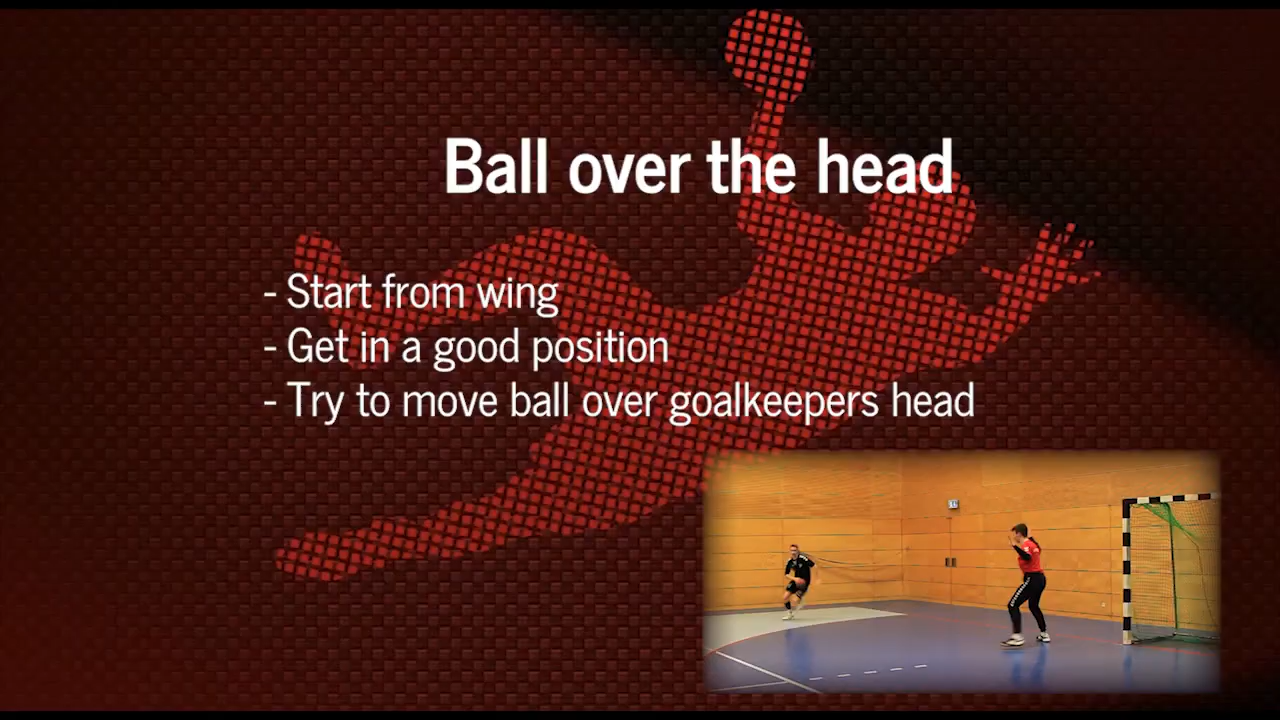 Ball over the head
- Start from wing
- Get in a good position
- Try to move ball over goalkeepers head